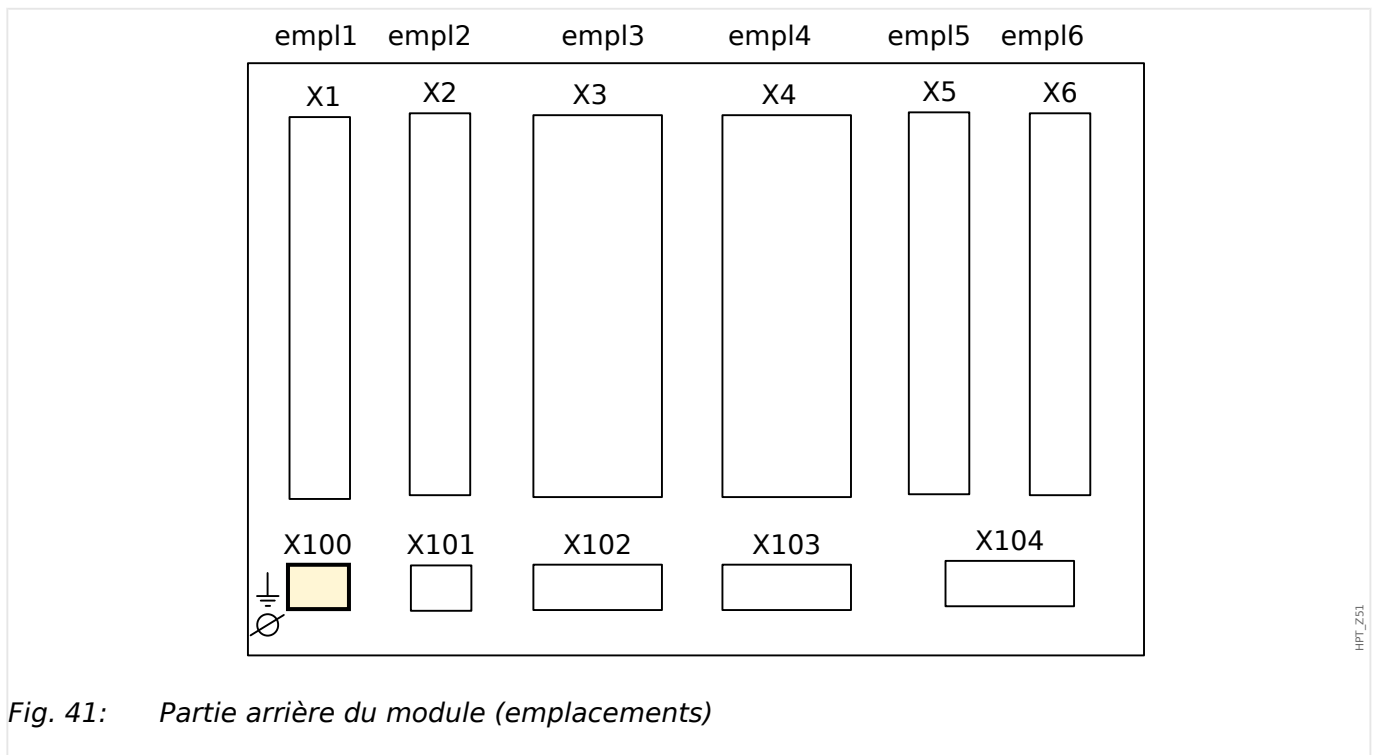 empl1 empl2 empl3 empl4 empl5 empl6
X1 X2 X3 X4 X5 X6
X100 X101 X102 X103 X104
HPT_Z51
Fig. 41: Partie arrière du module (emplacements)